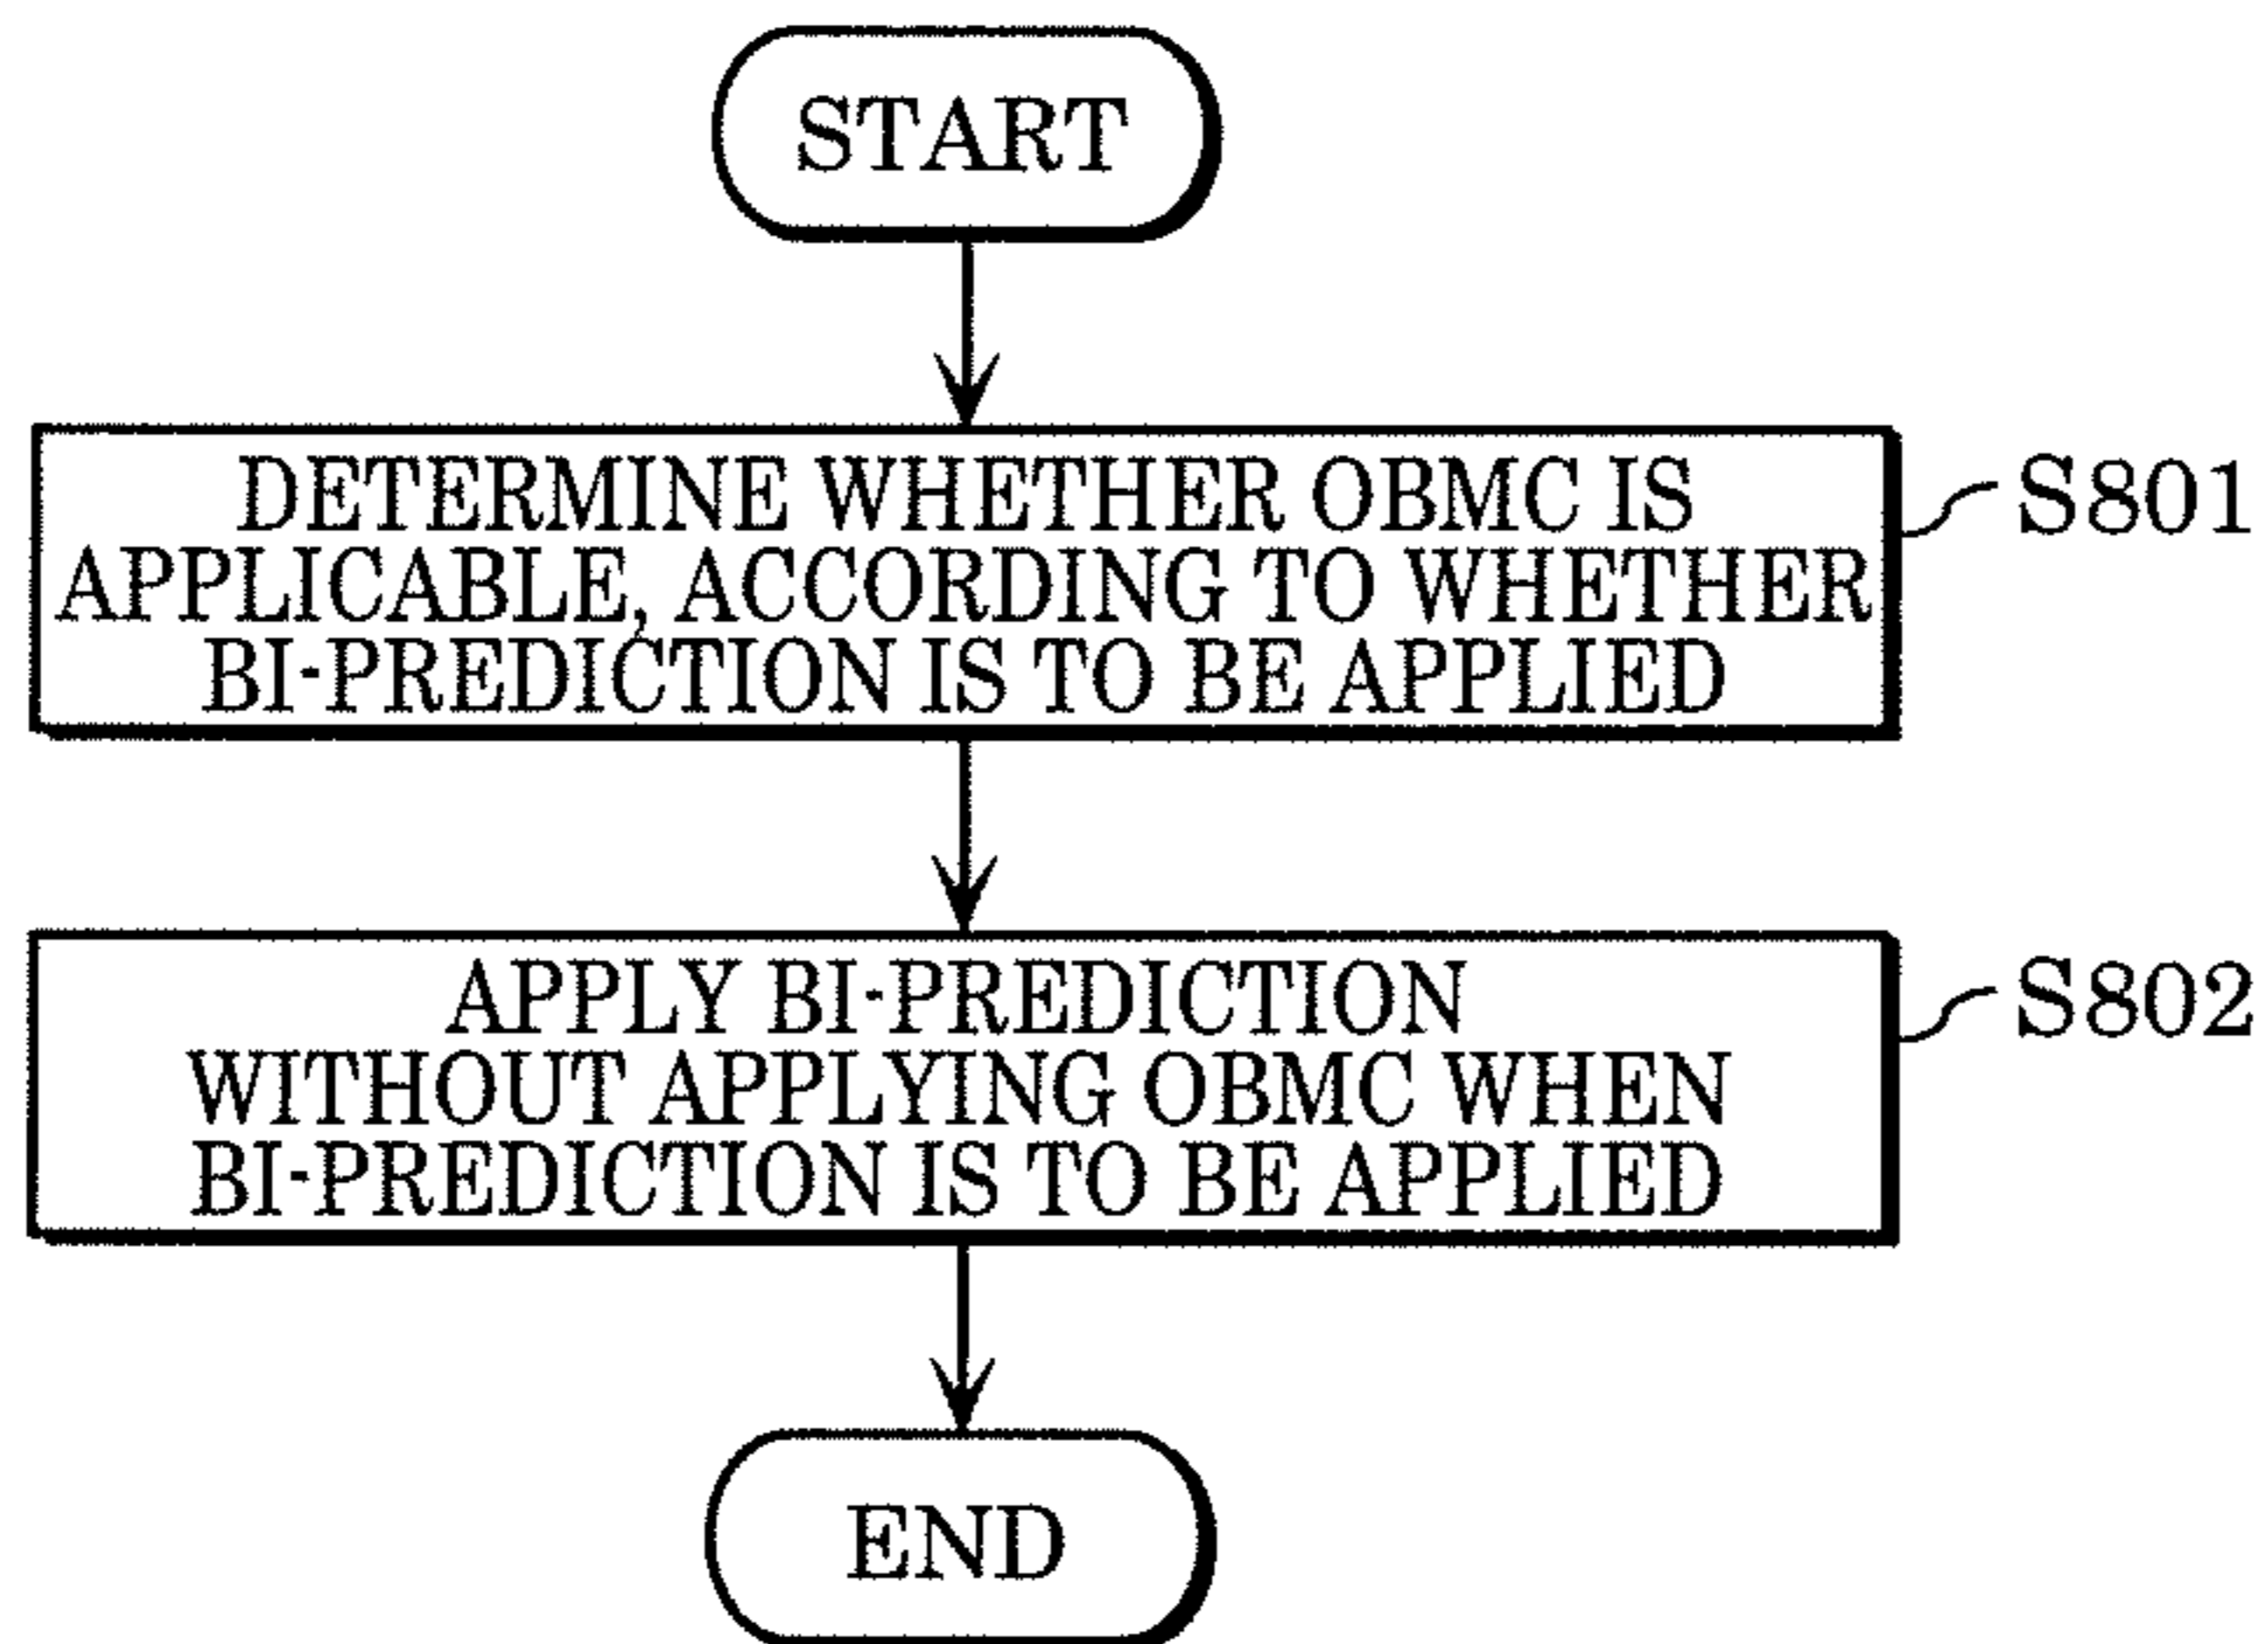 START
DETERMINE WHETHER OBMC IS
APPLICABLE, ACCORDING TO WHETHER
BI-PREDICTION IS TO BE APPLIED
S801
APPLY BI-PREDICTION
WITHOUT APPLYING OBMC WHEN
BI-PREDICTION IS TO BE APPLIED
S802
END